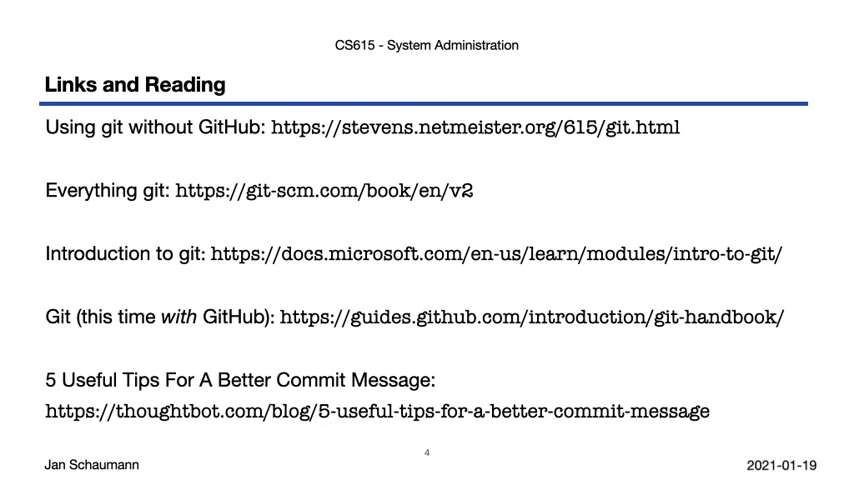 CS615 - System Administration
Links and Reading
Using git without GitHub: https://stevens.netmeister.org/615/git.html
Everything git: https://git-scm.com/book/en/v2
Introduction to git: https://docs.microsoft.com/en-us/learn/modules/intro-to-git/
Git (this time with GitHub): https://guides.github.com/introduction/git-handbook/
5 Useful Tips For A Better Commit Message:
https://thoughtbot.com/blog/5-useful-tips-for-a-better-commit-message
4
Jan Schaumann
2021-01-19